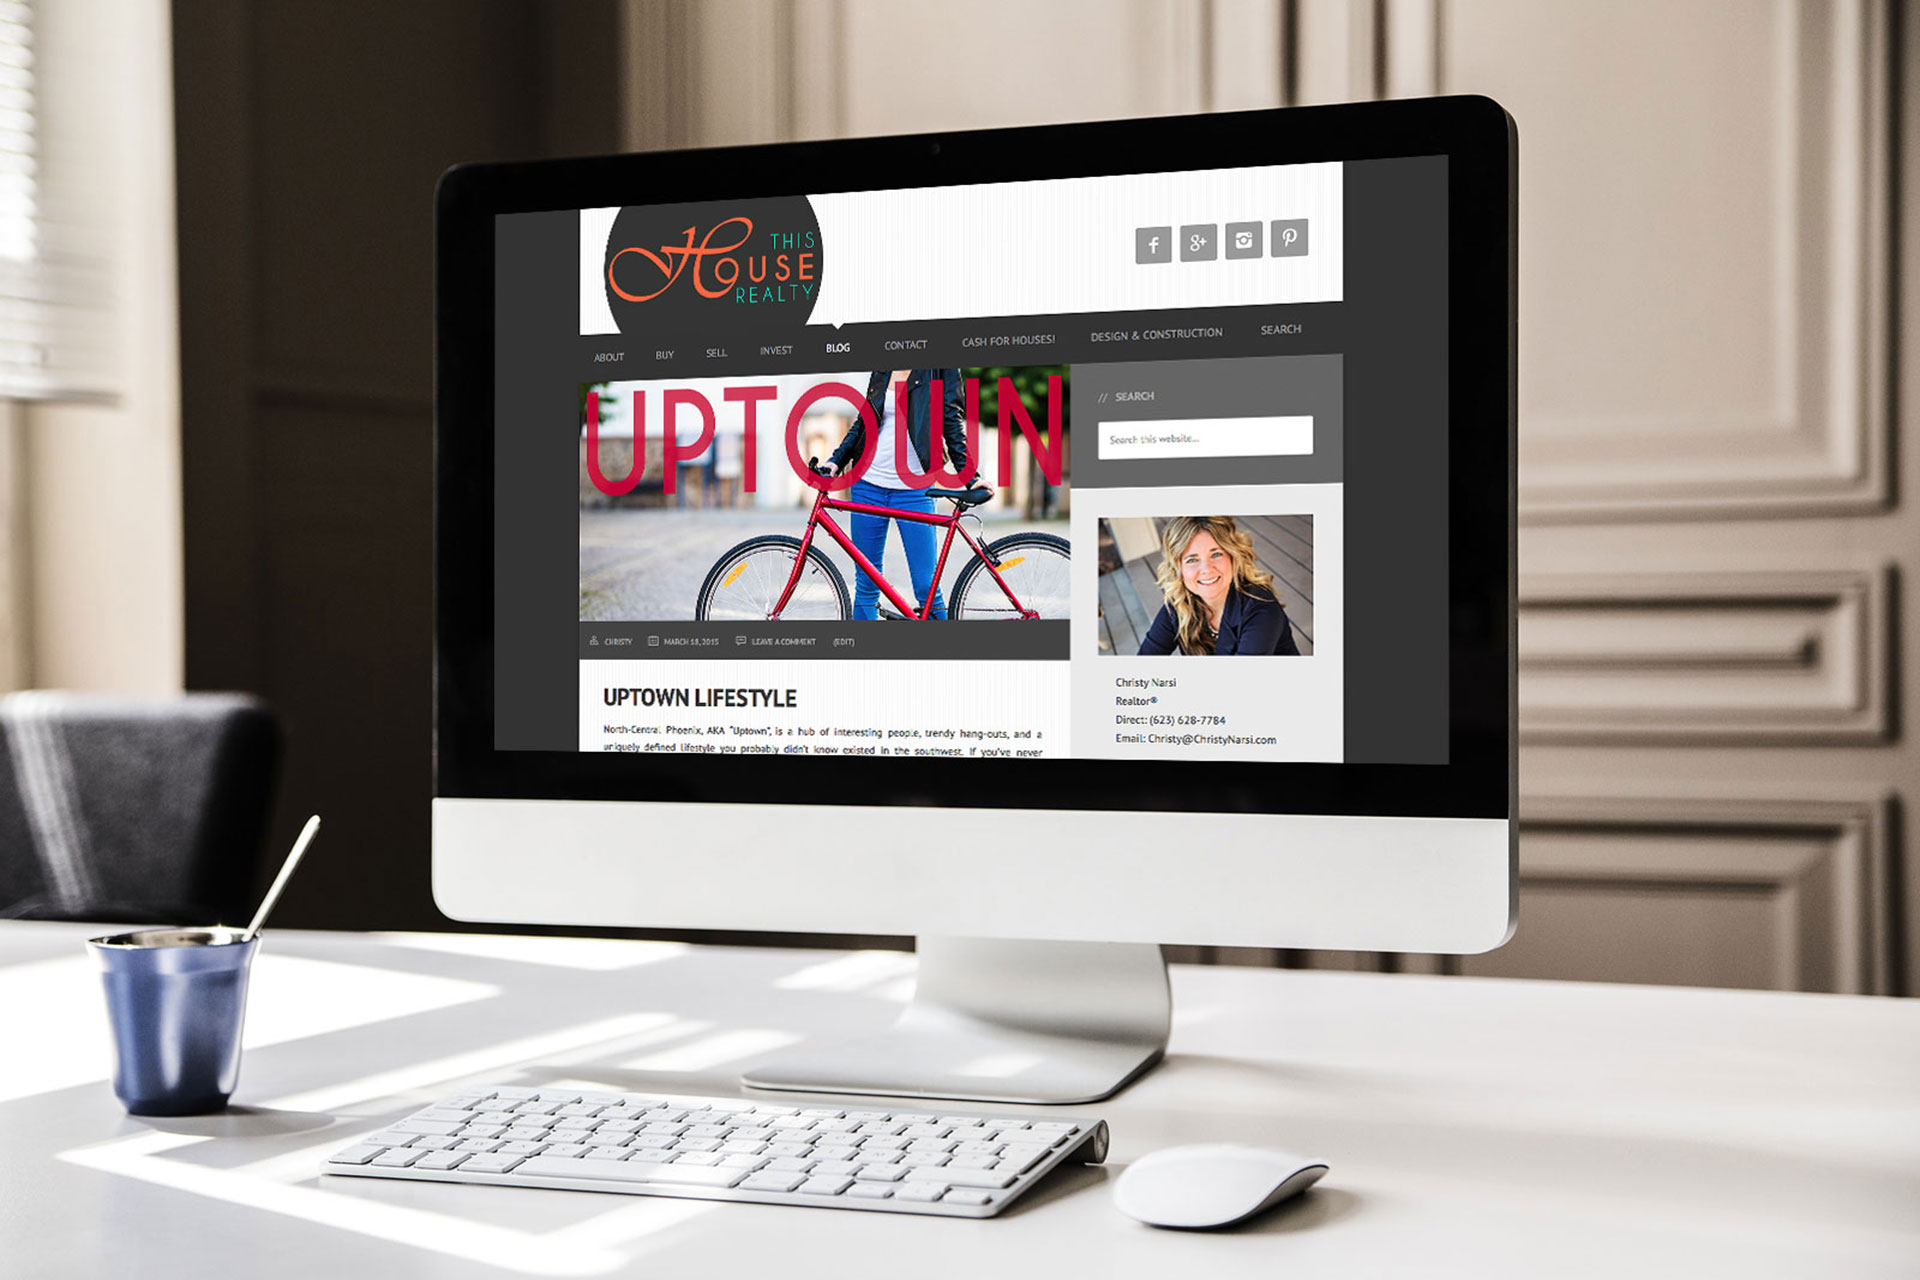 THIS
HOUSE
REALTY
ABOUT BUY SELL INVEST BLOG CONTACT CASH FOR HOUSES! DESIGN & CONSTRUCTION SEARCH
UPTOWN
// SEARCH
Search this website...
CHRISTY MARCH 18, 2015 LEAVE A COMMENT (EDIT)
UPTOWN LIFESTYLE
North-Central Phoenix, AKA "Uptown", is a hub of interesting people, trendy hang-outs, and a
uniquely defined lifestyle you probably didn't know existed in the southwest. If you've never
Christy Narsi
Realtor®
Direct: (623) 628-7784
Email: Christy@ChristyNarsi.com